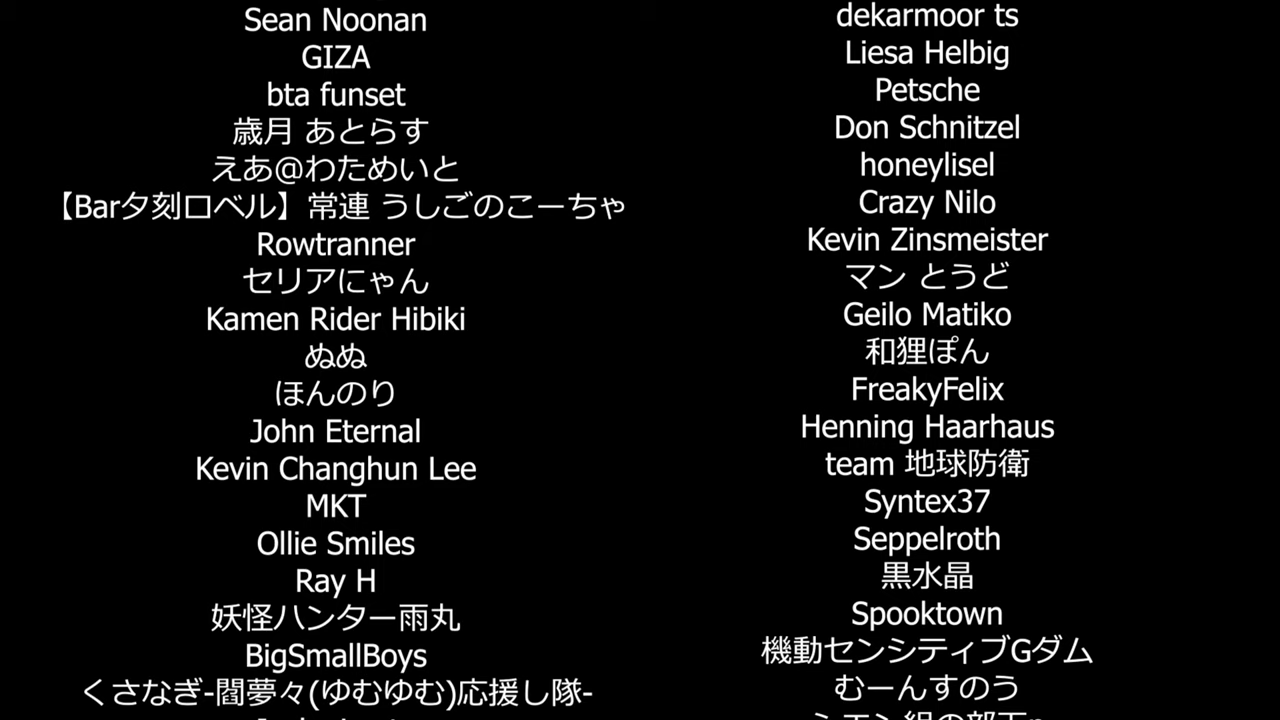 Sean Noonan
GIZA
bta funset
歳月 あとらす
えあ@わためいと
【Bar夕刻ロベル】常連 うしごのこーちゃ
Rowtranner
セリアにゃん
Kamen Rider Hibiki
ぬぬ
ほんのり
John Eternal
Kevin Changhun Lee
MKT
Ollie Smiles
Ray H
妖怪ハンター雨丸
BigSmallBoys
くさなぎ-閻夢々(ゆむゆむ)応援し隊-
dekarmoor ts
Liesa Helbig
Petsche
Don Schnitzel
honeylisel
Crazy Nilo
Kevin Zinsmeister
マン とうど
Geilo Matiko
和狸ぽん
FreakyFelix
Henning Haarhaus
team 地球防衛
Syntex37
Seppelroth
黒水晶
Spooktown
機動センシティブGダム
むーんすのう